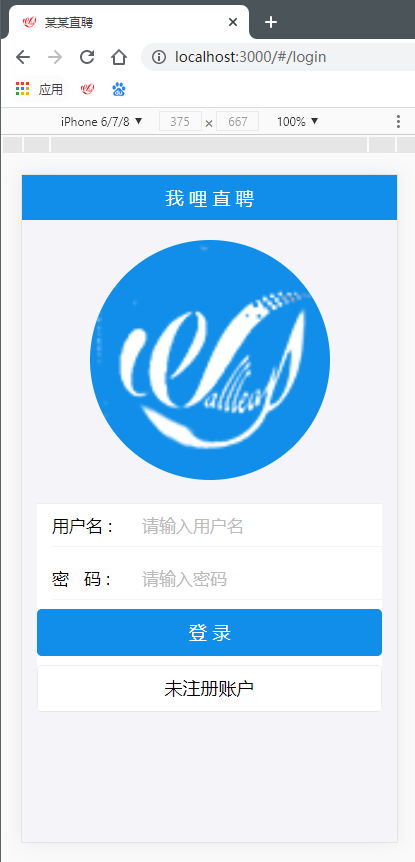 某某直聘
localhost:3000/#/login
应用
iPhone 6/7/8 ▼ 375 × 667 100% ▼
我哩直聘
用户名： 请输入用户名
密 码： 请输入密码
登 录
未注册账户